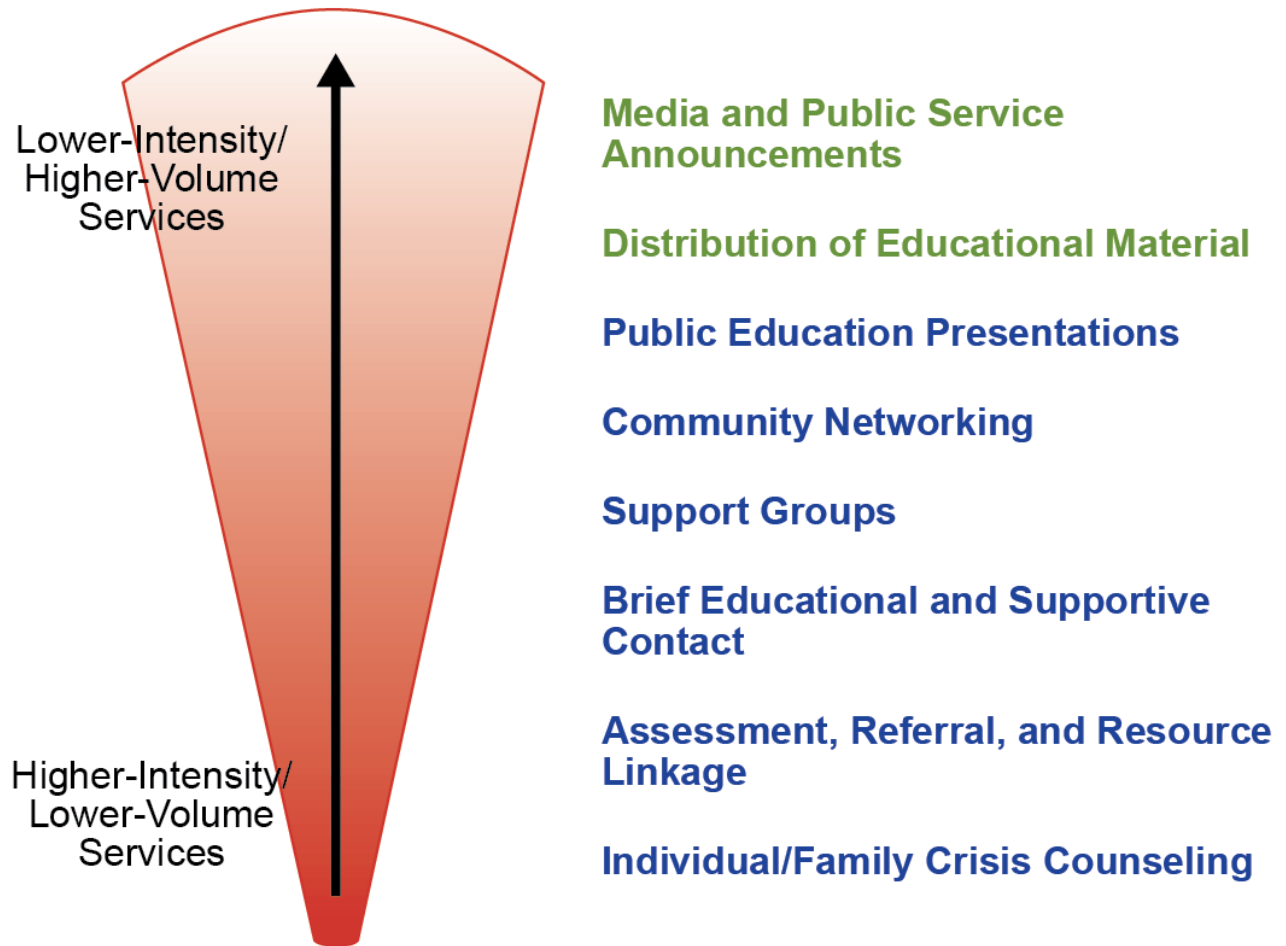 Lower-Intensity/
Higher-Volume
Services
Media and Public Service
Announcements
Distribution of Educational Material
Public Education Presentations
Community Networking
Support Groups
Brief Educational and Supportive
Contact
Assessment, Referral, and Resource
Linkage
Higher-Intensity/
Lower-Volume
Services
Individual/Family Crisis Counseling